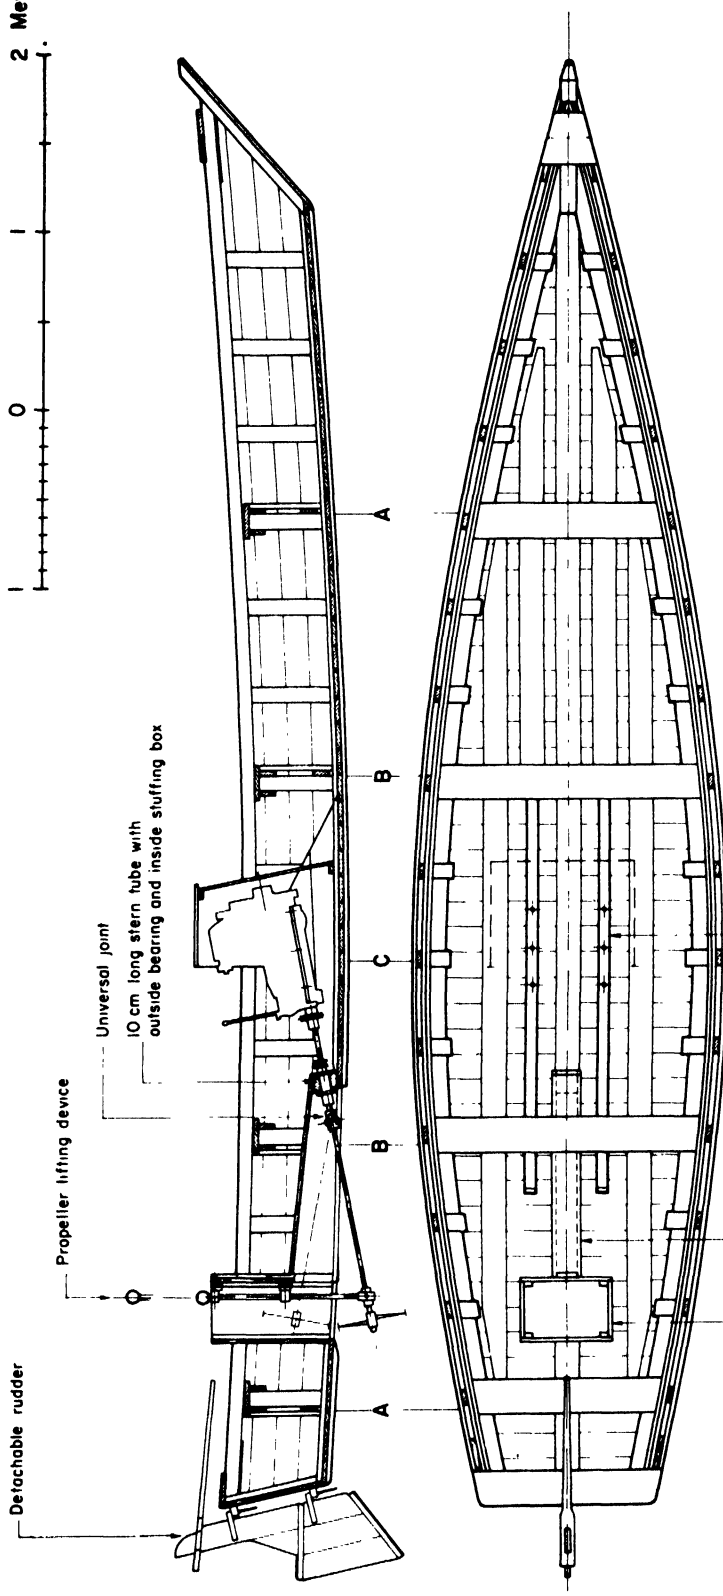 Detachable rudder
Propeller lifting device
Universal joint
10 cm long stern tube with
outside bearing and inside stuffing box
1 0 1 2 Me
A B C B A